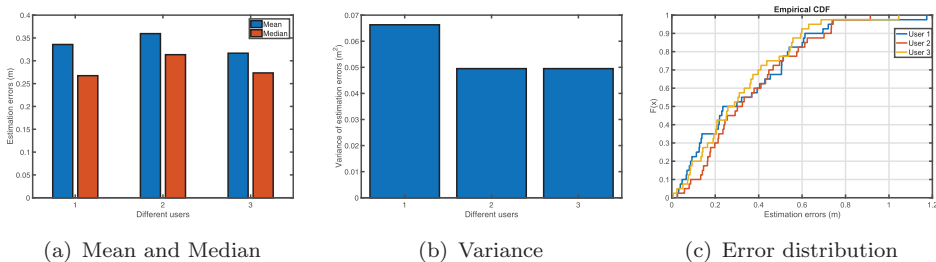 0.4
0.35
0.3
0.25
0.2
0.15
0.1
0.05
0
Estimation errors (m)
Mean
Median
1
2
3
Different users
(a) Mean and Median
0.07
0.06
0.05
0.04
0.03
0.02
0.01
0
Variance of estimation errors (m²)
1
2
3
Different users
(b) Variance
Empirical CDF
1
0.9
0.8
0.7
0.6
0.5
0.4
0.3
0.2
0.1
0
F(x)
User 1
User 2
User 3
0
0.2
0.4
0.6
0.8
1
1.2
Estimation errors (m)
(c) Error distribution